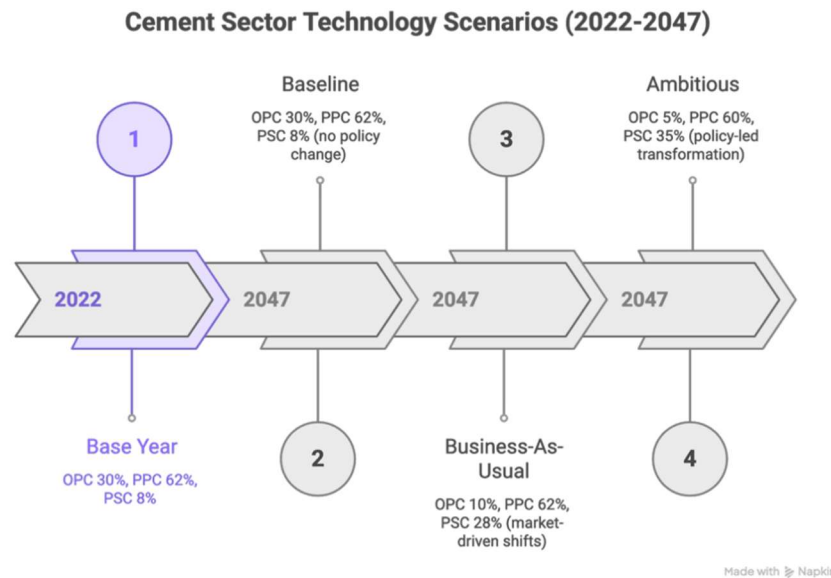 Cement Sector Technology Scenarios (2022-2047)
1
2022
Base Year
OPC 30%, PPC 62%,
PSC 8%
Baseline
OPC 30%, PPC 62%,
PSC 8% (no policy
change)
2047
2
3
2047
Business-As-
Usual
OPC 10%, PPC 62%,
PSC 28% (market-
driven shifts)
Ambitious
OPC 5%, PPC 60%,
PSC 35% (policy-led
transformation)
2047
4
Made with Napki